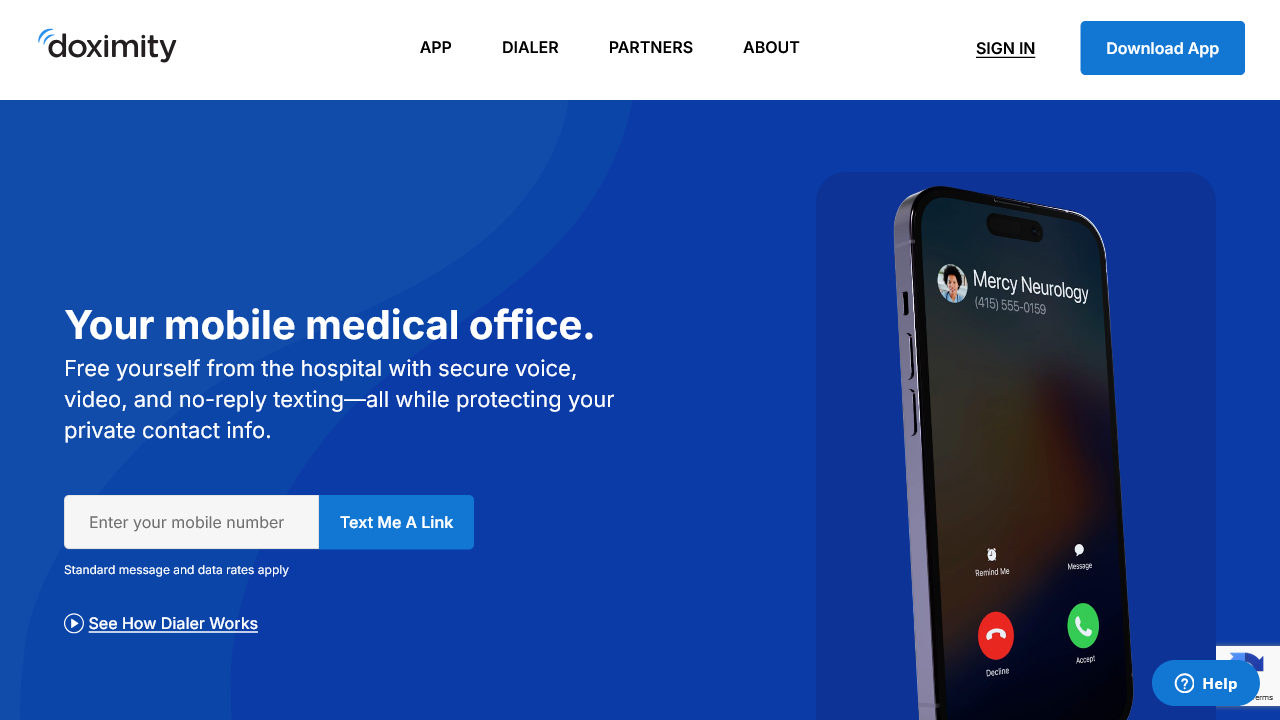 doximity
APP
DIALER
PARTNERS
ABOUT
SIGN IN
Download App
Your mobile medical office.
Free yourself from the hospital with secure voice,
video, and no-reply texting—all while protecting your
private contact info.
Enter your mobile number
Text Me A Link
Standard message and data rates apply
See How Dialer Works
Mercy Neurology
(415) 555-0159
Remind Me
Message
Decline
Accept
Help